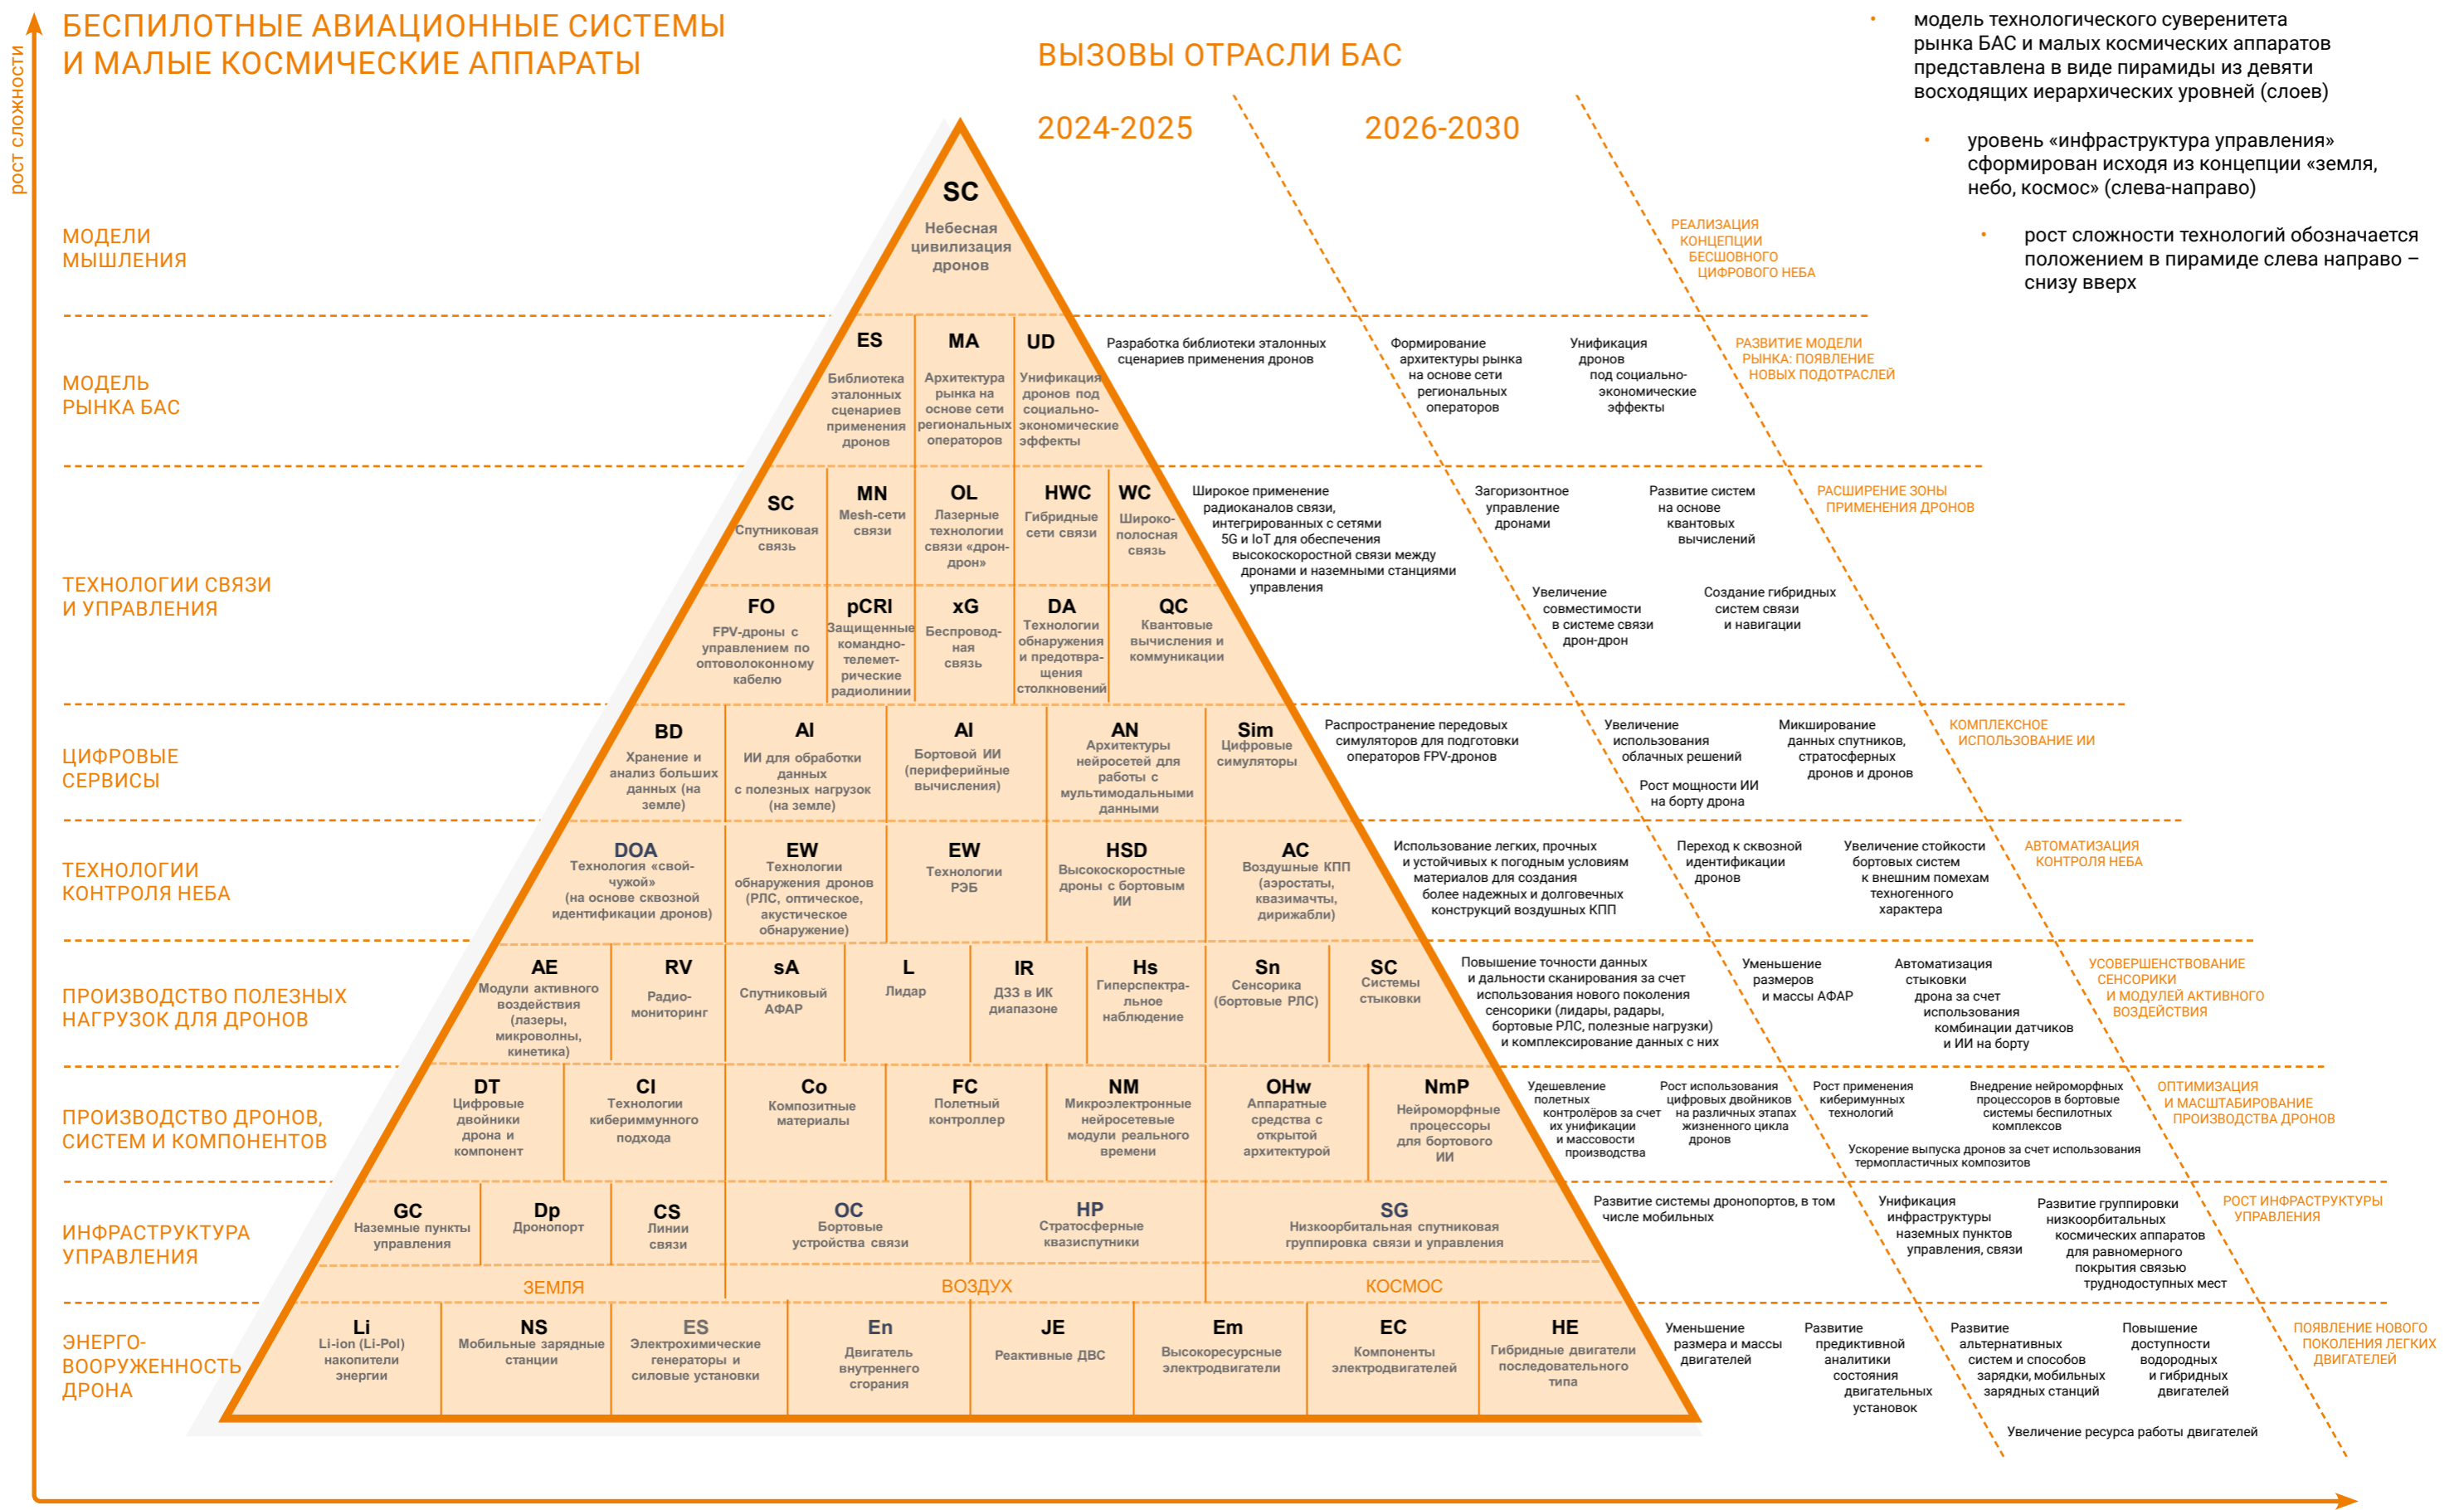 БЕСПИЛОТНЫЕ АВИАЦИОННЫЕ СИСТЕМЫ
И МАЛЫЕ КОСМИЧЕСКИЕ АППАРАТЫ
рост сложности
ВЫЗОВЫ ОТРАСЛИ БАС
2024-2025
2026-2030
• модель технологического суверенитета
рынка БАС и малых космических аппаратов
представлена в виде пирамиды из девяти
восходящих иерархических уровней (слоев)
• уровень «инфраструктура управления»
сформирован исходя из концепции «земля,
небо, космос» (слева-направо)
• рост сложности технологий обозначается
положением в пирамиде слева направо –
снизу вверх
МОДЕЛИ
МЫШЛЕНИЯ
SC
Небесная
цивилизация
дронов
РЕАЛИЗАЦИЯ
КОНЦЕПЦИИ
БЕСШОВНОГО
ЦИФРОВОГО НЕБА
МОДЕЛЬ
РЫНКА БАС
ES
Библиотека
эталонных
сценариев
применения
дронов
MA
Архитектура
рынка на
основе сети
региональных
операторов
UD
Унификация
дронов под
социально-
экономические
эффекты
Разработка библиотеки эталонных
сценариев применения дронов
Формирование
архитектуры рынка
на основе сети
региональных
операторов
Унификация
дронов
под социально-
экономические
эффекты
РАЗВИТИЕ МОДЕЛИ
РЫНКА: ПОЯВЛЕНИЕ
НОВЫХ ПОДОТРАСЛЕЙ
ТЕХНОЛОГИИ СВЯЗИ
И УПРАВЛЕНИЯ
SC
Спутниковая
связь
MN
Mesh-сети
связи
OL
Лазерные
технологии
связи «дрон-
дрон»
HWC
Гибридные
сети связи
WC
Широко-
полосная
связь
FO
FPV-дроны с
управлением по
оптоволоконному
кабелю
pCRI
Защищенные
командно-
телемет-
рические
радиолинии
xG
Беспровод-
ная
связь
DA
Технологии
обнаружения
и предотвра-
щения
столкновений
QC
Квантовые
вычисления и
коммуникации
Широкое применение
радиоканалов связи,
интегрированных с сетями
5G и IoT для обеспечения
высокоскоростной связи между
дронами и наземными станциями
управления
Загоризонтное
управление
дронами
Развитие систем
на основе
квантовых
вычислений
Увеличение
совместимости
в системе связи
дрон-дрон
Создание гибридных
систем связи
и навигации
РАСШИРЕНИЕ ЗОНЫ
ПРИМЕНЕНИЯ ДРОНОВ
ЦИФРОВЫЕ
СЕРВИСЫ
BD
Хранение и
анализ больших
данных (на
земле)
AI
ИИ для обработки
данных
с полезных нагрузок
(на земле)
AI
Бортовой ИИ
(периферийные
вычисления)
AN
Архитектуры
нейросетей для
работы с
мультимодальными
данными
Sim
Цифровые
симуляторы
Распространение передовых
симуляторов для подготовки
операторов FPV-дронов
Увеличение
использования
облачных решений
Рост мощности ИИ
на борту дрона
Микширование
данных спутников,
стратосферных
дронов и дронов
КОМПЛЕКСНОЕ
ИСПОЛЬЗОВАНИЕ ИИ
ТЕХНОЛОГИИ
КОНТРОЛЯ НЕБА
DOA
Технология «свой-
чужой»
(на основе сквозной
идентификации дронов)
EW
Технологии
обнаружения дронов
(РЛС, оптическое,
акустическое
обнаружение)
EW
Технологии
РЭБ
HSD
Высокоскоростные
дроны с бортовым
ИИ
AC
Воздушные КПП
(аэростаты,
квазимачты,
дирижабли)
Использование легких, прочных
и устойчивых к погодным условиям
материалов для создания
более надежных и долговечных
конструкций воздушных КПП
Переход к сквозной
идентификации
дронов
Увеличение стойкости
бортовых систем
к внешним помехам
техногенного
характера
АВТОМАТИЗАЦИЯ
КОНТРОЛЯ НЕБА
ПРОИЗВОДСТВО ПОЛЕЗНЫХ
НАГРУЗОК ДЛЯ ДРОНОВ
AE
Модули активного
воздействия
(лазеры,
микроволны,
кинетика)
RV
Радио-
мониторинг
sA
Спутниковый
АФАР
L
Лидар
IR
ДЗЗ в ИК
диапазоне
Hs
Гиперспектра-
льное
наблюдение
Sn
Сенсорика
(бортовые РЛС)
SC
Системы
стыковки
Повышение точности данных
и дальности сканирования за счет
использования нового поколения
сенсорики (лидары, радары,
бортовые РЛС, полезные нагрузки)
и комплексирование данных с них
Уменьшение
размеров
и массы АФАР
Автоматизация
стыковки
дрона за счет
использования
комбинации датчиков
и ИИ на борту
УСОВЕРШЕНСТВОВАНИЕ
СЕНСОРИКИ
И МОДУЛЕЙ АКТИВНОГО
ВОЗДЕЙСТВИЯ
ПРОИЗВОДСТВО ДРОНОВ,
СИСТЕМ И КОМПОНЕНТОВ
DT
Цифровые
двойники
дрона и
компонент
CI
Технологии
кибериммунного
подхода
Co
Композитные
материалы
FC
Полетный
контроллер
NM
Микроэлектронные
нейросетевые
модули реального
времени
OHw
Аппаратные
средства с
открытой
архитектурой
NmP
Нейроморфные
процессоры
для бортового
ИИ
Удешевление
полетных
контролёров за счет
их унификации
и массовости
производства
Рост использования
цифровых двойников
на различных этапах
жизненного цикла
дронов
Рост применения
киберимунных
технологий
Внедрение нейроморфных
процессоров в бортовые
системы беспилотных
комплексов
Ускорение выпуска дронов за счет использования
термопластичных композитов
ОПТИМИЗАЦИЯ
И МАСШТАБИРОВАНИЕ
ПРОИЗВОДСТВА ДРОНОВ
ИНФРАСТРУКТУРА
УПРАВЛЕНИЯ
GC
Наземные пункты
управления
Dp
Дронопорт
CS
Линии
связи
OC
Бортовые
устройства связи
HP
Стратосферные
квазиспутники
SG
Низкоорбитальная спутниковая
группировка связи и управления
ЗЕМЛЯ
ВОЗДУХ
КОСМОС
Развитие системы дронопортов, в том
числе мобильных
Унификация
инфраструктуры
наземных пунктов
управления, связи
Развитие группировки
низкоорбитальных
космических аппаратов
для равномерного
покрытия связью
труднодоступных мест
РОСТ ИНФРАСТРУКТУРЫ
УПРАВЛЕНИЯ
ЭНЕРГО-
ВООРУЖЕННОСТЬ
ДРОНА
Li
Li-ion (Li-Pol)
накопители
энергии
NS
Мобильные зарядные
станции
ES
Электрохимические
генераторы и
силовые установки
En
Двигатель
внутреннего
сгорания
JE
Реактивные ДВС
Em
Высокоресурсные
электродвигатели
EC
Компоненты
электродвигателей
HE
Гибридные двигатели
последовательного
типа
Уменьшение
размера и массы
двигателей
Развитие
предиктивной
аналитики
состояния
двигательных
установок
Развитие
альтернативных
систем и способов
зарядки, мобильных
зарядных станций
Повышение
доступности
водородных
и гибридных
двигателей
Увеличение ресурса работы двигателей
ПОЯВЛЕНИЕ НОВОГО
ПОКОЛЕНИЯ ЛЕГКИХ
ДВИГАТЕЛЕЙ